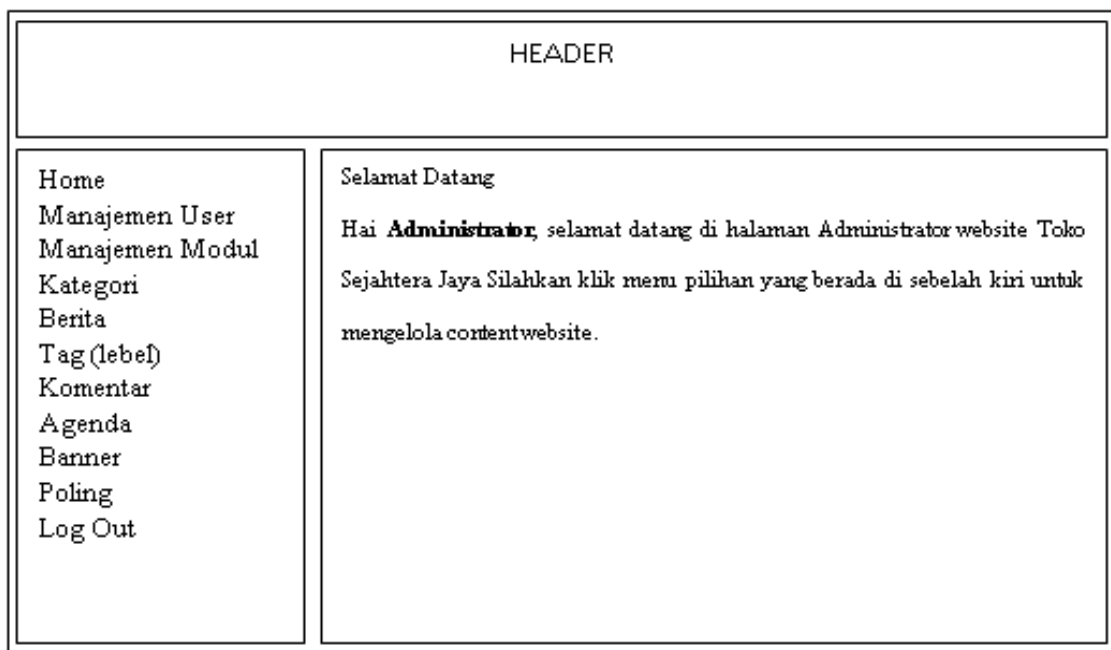 HEADER
Home
Manajemen User
Manajemen Modul
Kategori
Berita
Tag (lebel)
Komentar
Agenda
Banner
Poling
Log Out
Selamat Datang
Hai Administrator, selamat datang di halaman Administrator website Toko
Sejahtera Jaya Silahkan klik menu pilihan yang berada di sebelah kiri untuk
mengelola content website.